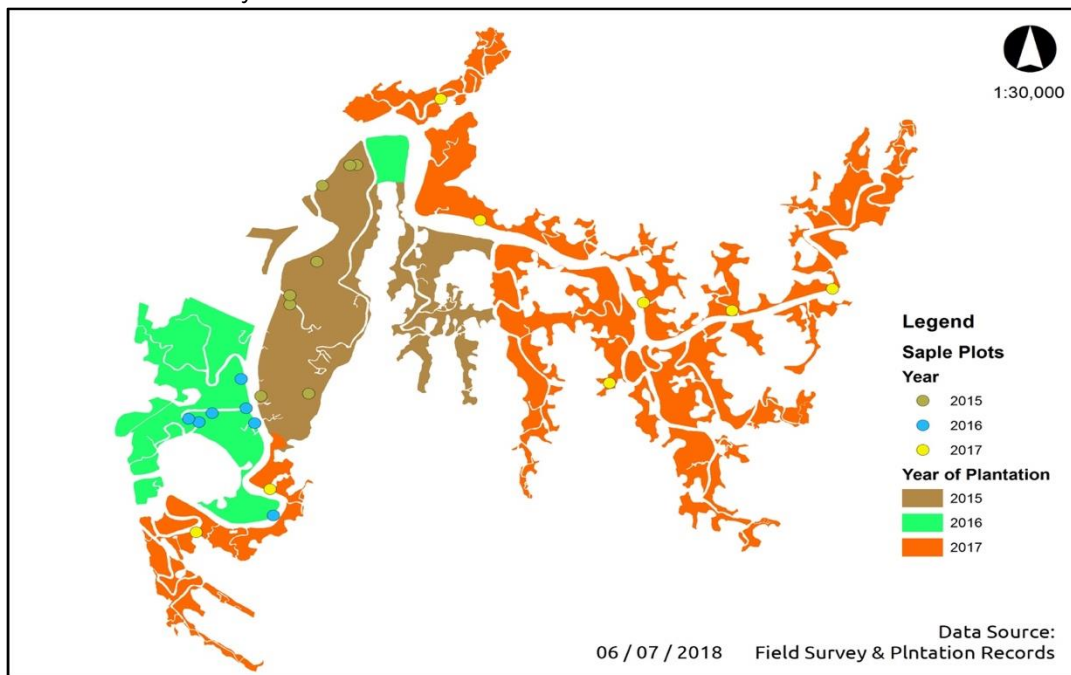 1:30,000
Legend
Saple Plots
Year
2015
2016
2017
Year of Plantation
2015
2016
2017
Data Source:
06 / 07 / 2018 Field Survey & Plntation Records